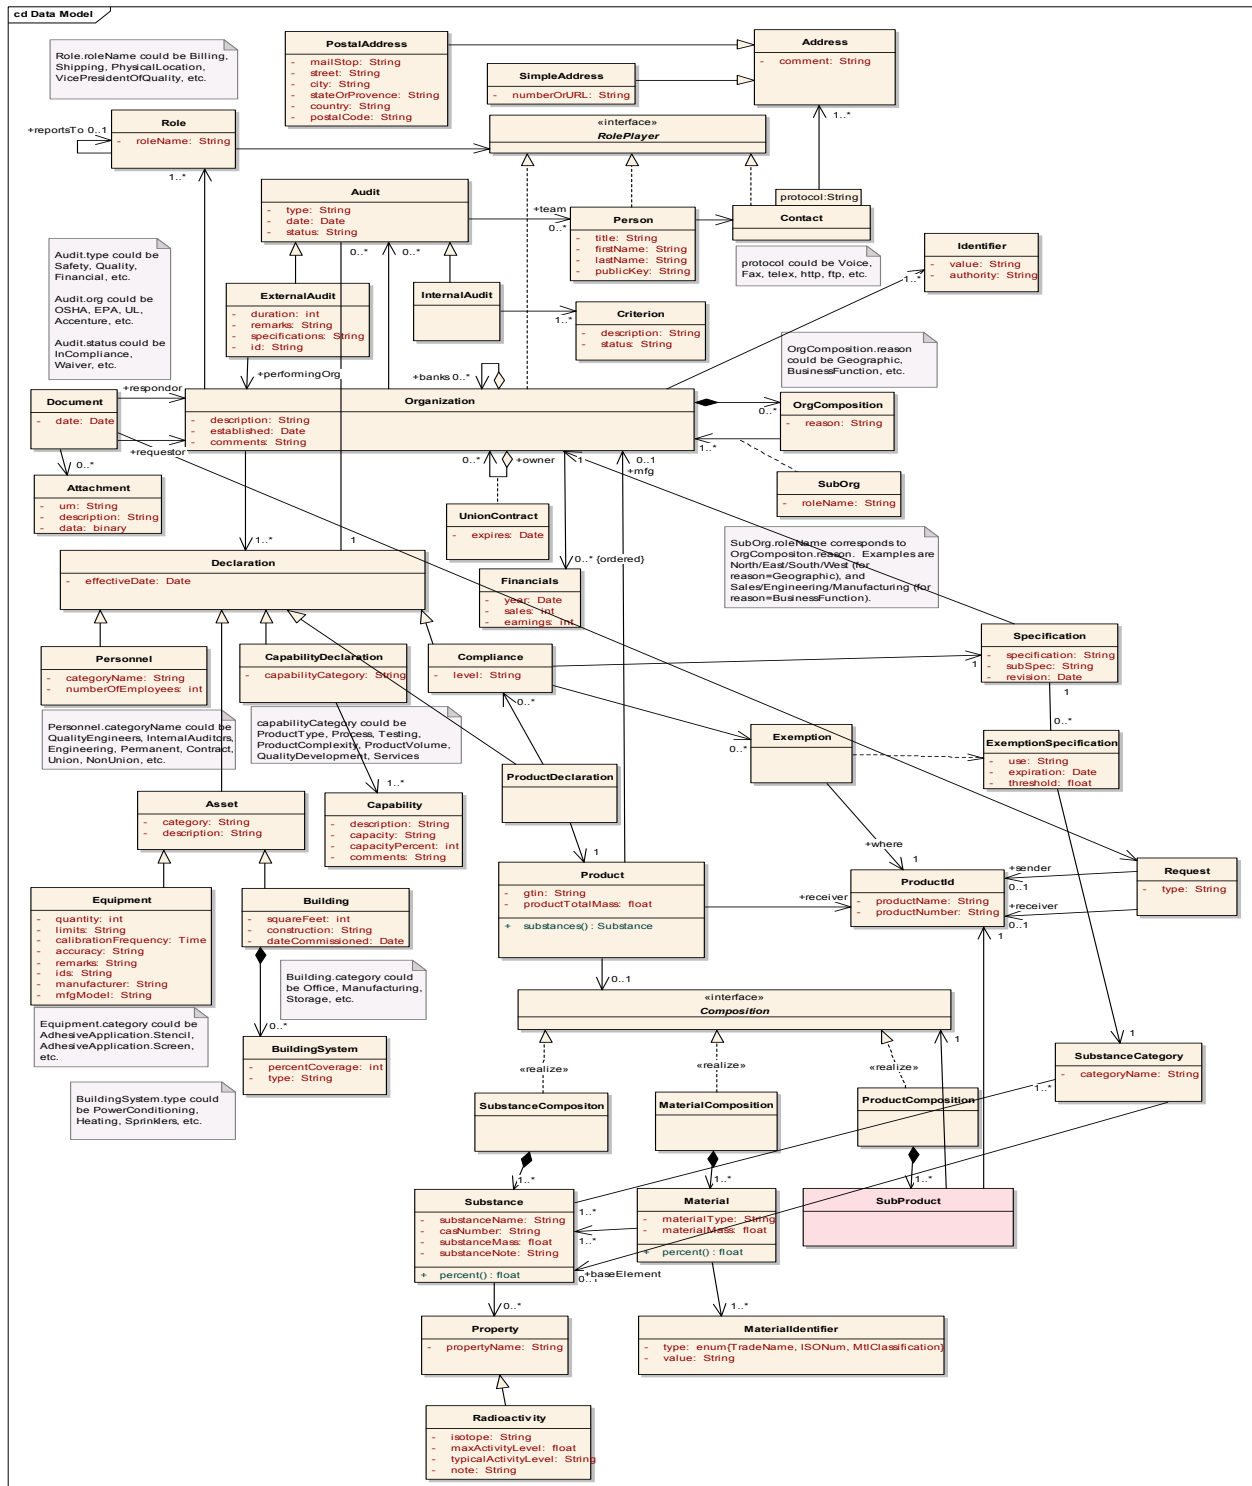 cd Data Model
Role.roleName could be Billing,
Shipping, PhysicalLocation,
VicePresidentOfQuality, etc.
PostalAddress
- mailStop: String
- street: String
- city: String
- stateOrProvence: String
- country: String
- postalCode: String
SimpleAddress
- numberOrURL: String
Address
- comment: String
1..*
+reportsTo 0..1
Role
- roleName: String
1..*
«interface»
RolePlayer
Audit
- type: String
- date: Date
- status: String
0..*
0..*
+team
0..*
Person
- title: String
- firstName: String
- lastName: String
- publicKey: String
protocol:String
Contact
protocol could be Voice,
Fax, telex, http, ftp, etc.
Identifier
- value: String
- authority: String
1..*
Audit.type could be
Safety, Quality,
Financial, etc.
Audit.org could be
OSHA, EPA, UL,
Accenture, etc.
Audit.status could be
InCompliance,
Waiver, etc.
ExternalAudit
- duration: int
- remarks: String
- specifications: String
- id: String
InternalAudit
1..*
Criterion
- description: String
- status: String
OrgComposition.reason
could be Geographic,
BusinessFunction, etc.
+performingOrg
+banks 0..*
Document
- date: Date
+respondor
+requestor
Organization
- description: String
- established: Date
- comments: String
0..*
OrgComposition
- reason: String
1..*
0..*
Attachment
- urn: String
- description: String
- data: binary
0..*
+owner
1
0..1
+mfg
SubOrg
- roleName: String
UnionContract
- expires: Date
SubOrg.roleName corresponds to
OrgCompositon.reason. Examples are
North/East/South/West (for
reason=Geographic), and
Sales/Engineering/Manufacturing (for
reason=BusinessFunction).
1..*
1
0..* {ordered}
Declaration
- effectiveDate: Date
Financials
- year: Date
- sales: int
- earnings: int
Personnel
- categoryName: String
- numberOfEmployees: int
CapabilityDeclaration
- capabilityCategory: String
Compliance
- level: String
0..*
1
Specification
- specification: String
- subSpec: String
- revision: Date
1
0..*
Personnel.categoryName could be
QualityEngineers, InternalAuditors,
Engineering, Permanent, Contract,
Union, NonUnion, etc.
capabilityCategory could be
ProductType, Process, Testing,
ProductComplexity, ProductVolume,
QualityDevelopment, Services
0..*
Exemption
ExemptionSpecification
- use: String
- expiration: Date
- threshold: float
1..*
ProductDeclaration
Asset
- category: String
- description: String
Capability
- description: String
- capacity: String
- capacityPercent: int
- comments: String
1
+where
1
Product
- gtin: String
- productTotalMass: float
+ substances() : Substance
+receiver
ProductId
- productName: String
- productNumber: String
+sender
0..1
+receiver
0..1
Request
- type: String
Equipment
- quantity: int
- limits: String
- calibrationFrequency: Time
- accuracy: String
- remarks: String
- ids: String
- manufacturer: String
- mfgModel: String
Building
- squareFeet: int
- construction: String
- dateCommissioned: Date
Building.category could
be Office, Manufacturing,
Storage, etc.
1
0..1
«interface»
Composition
Equipment.category could be
AdhesiveApplication.Stencil,
AdhesiveApplication.Screen,
etc.
0..*
BuildingSystem
- percentCoverage: int
- type: String
1
1
SubstanceCategory
- categoryName: String
1..*
«realize»
«realize»
«realize»
BuildingSystem.type could
be PowerConditioning,
Heating, Sprinklers, etc.
SubstanceCompositon
MaterialComposition
ProductComposition
1..*
1..*
1..*
Substance
- substanceName: String
- casNumber: String
- substanceMass: float
- substanceNote: String
+ percent() : float
1..*
1..*
Material
- materialType: String
- materialMass: float
+ percent() : float
SubProduct
+baseElement
0..*
1..*
Property
- propertyName: String
MaterialIdentifier
- type: enum{TradeName, ISONum, MtlClassification}
- value: String
Radioactivity
- isotope: String
- maxActivityLevel: float
- typicalActivityLevel: String
- note: String